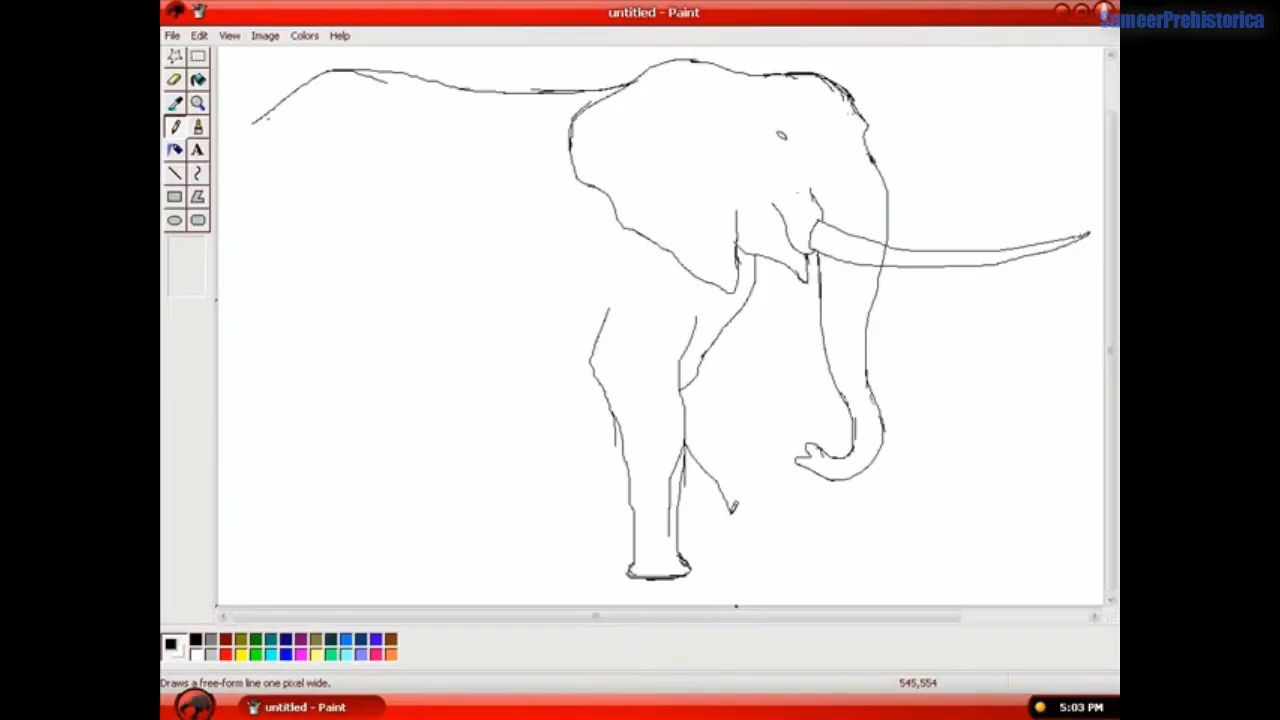 untitled - Paint
SameerPrehistorica
File Edit View Image Colors Help
A
Draws a free-form line one pixel wide.
545,554
untitled - Paint
5:03 PM